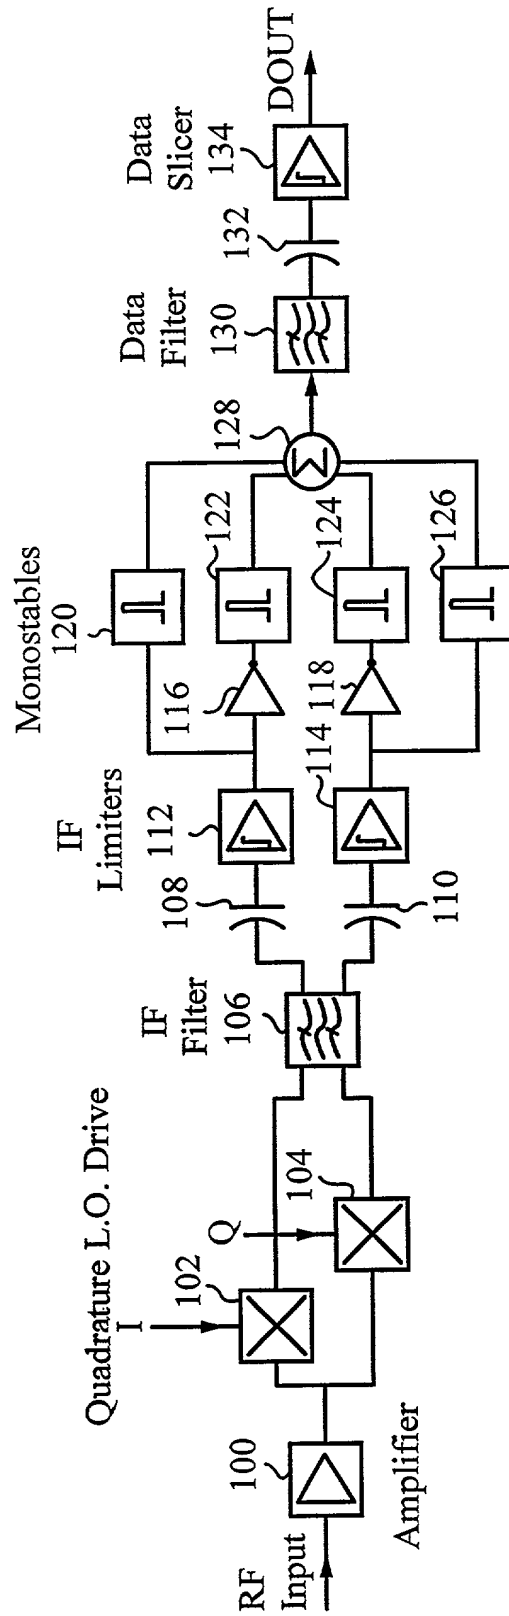 RF
Input
100
Amplifier
Quadrature L.O. Drive
I
102
Q
104
IF
Filter
106
108
110
IF
Limiters
112
114
116
118
Monostables
120
122
124
126
128
Data
Filter
130
132
Data
Slicer
134
DOUT
Σ